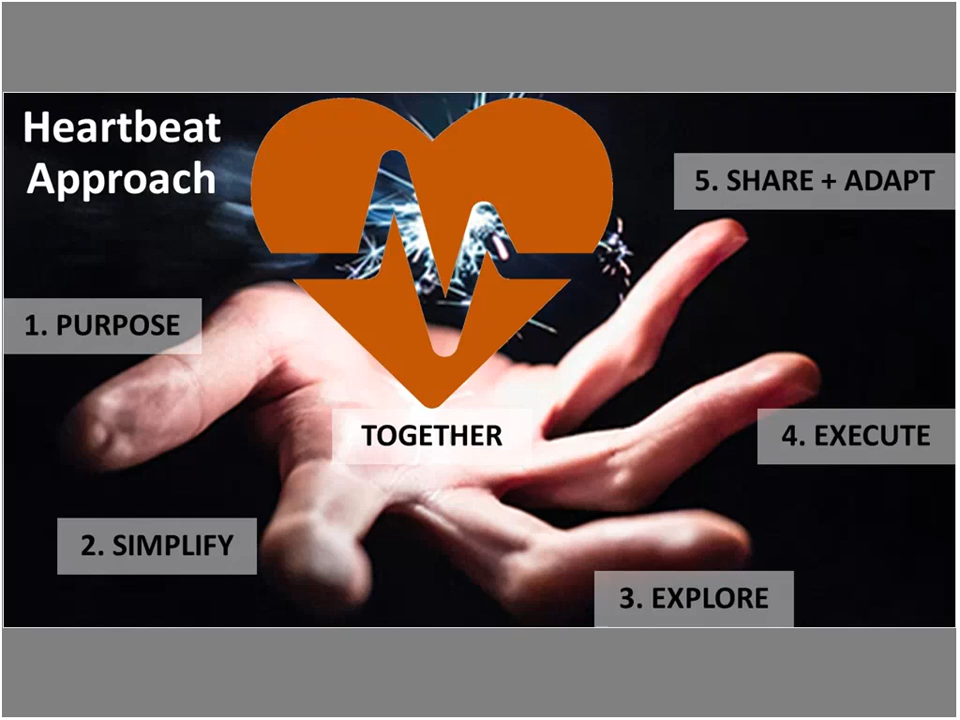 Heartbeat
Approach
5. SHARE + ADAPT
1. PURPOSE
TOGETHER
4. EXECUTE
2. SIMPLIFY
3. EXPLORE